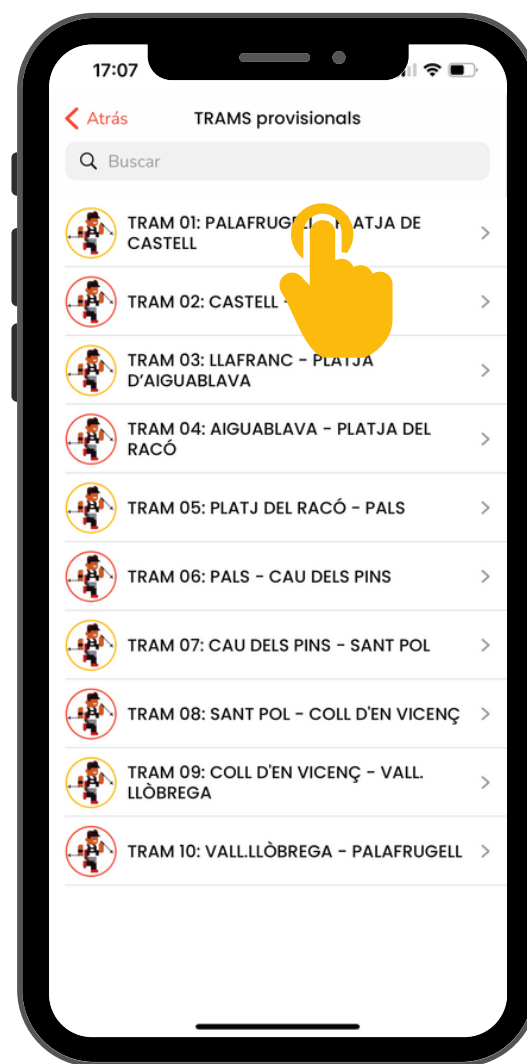 17:07
Atrás
TRAMS provisionals
Buscar
TRAM 01: PALAFRUGELL - PLATJA DE
CASTELL
TRAM 02: CASTELL -
TRAM 03: LLAFRANC - PLATJA
D'AIGUABLAVA
TRAM 04: AIGUABLAVA - PLATJA DEL
RACÓ
TRAM 05: PLATJ DEL RACÓ - PALS
TRAM 06: PALS - CAU DELS PINS
TRAM 07: CAU DELS PINS - SANT POL
TRAM 08: SANT POL - COLL D'EN VICENÇ
TRAM 09: COLL D'EN VICENÇ - VALL.
LLÒBREGA
TRAM 10: VALL.LLÒBREGA - PALAFRUGELL